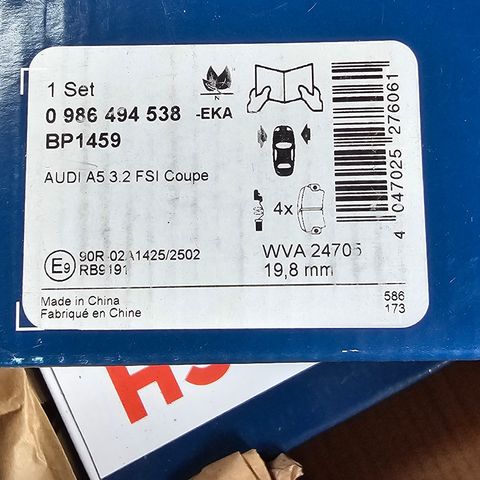 1 Set
0 986 494 538 -EKA
BP1459
AUDI A5 3.2 FSI Coupe
N
4x
E9
90R-02A1425/2502
RB9191
WVA 24705
19,8 mm
Made in China
Fabriqué en Chine
586
173
4 047025 276061